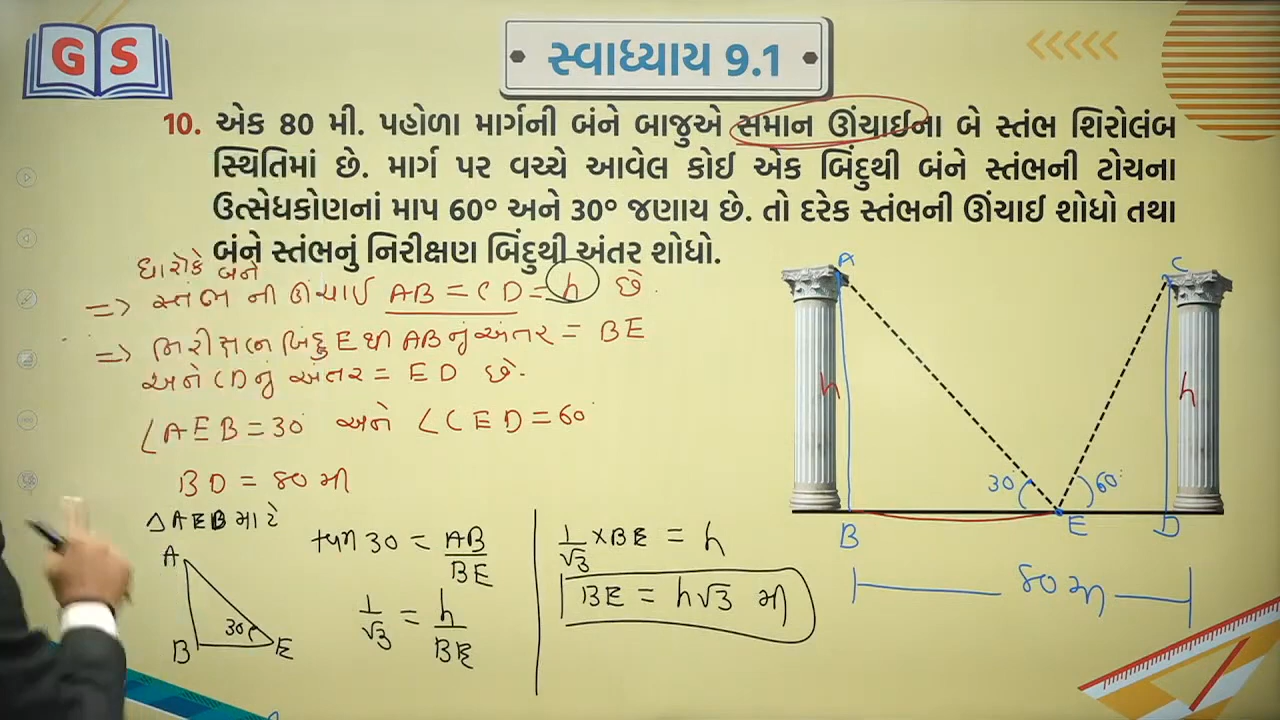 GS
સ્વાધ્યાય 9.1
10. એક 80 મી. પહોળા માર્ગની બંને બાજુએ સમાન ઊંચાઈના બે સ્તંભ શિરોલંબ
સ્થિતિમાં છે. માર્ગ પર વચ્ચે આવેલ કોઈ એક બિંદુથી બંને સ્તંભની ટોચના
ઉત્સેધકોણનાં માપ 60° અને 30° જણાય છે. તો દરેક સ્તંભની ઊંચાઈ શોધો તથા
બંને સ્તંભનું નિરીક્ષણ બિંદુથી અંતર શોધો.
ધારોકે બંને
=> સ્તંભ ની ઊંચાઈ AB = CD = h છે.
=> નિરીક્ષણ બિંદુ E થી AB નું અંતર = BE
અને CD નું અંતર = ED છે.
∠AEB = 30° અને ∠CED = 60°
BD = ૮૦ મી
△AEB માટે
A
B
E
30°
tan 30 = AB/BE
1/√3 = h/BE
1/√3 × BE = h
BE = h√3 મી
A
C
h
h
30°
60°
B
E
D
૮૦ મી